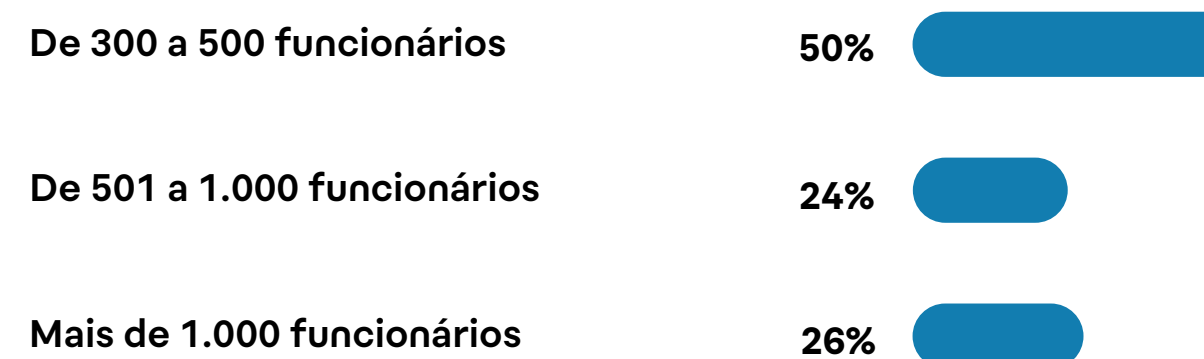 De 300 a 500 funcionários 50%
De 501 a 1.000 funcionários 24%
Mais de 1.000 funcionários 26%